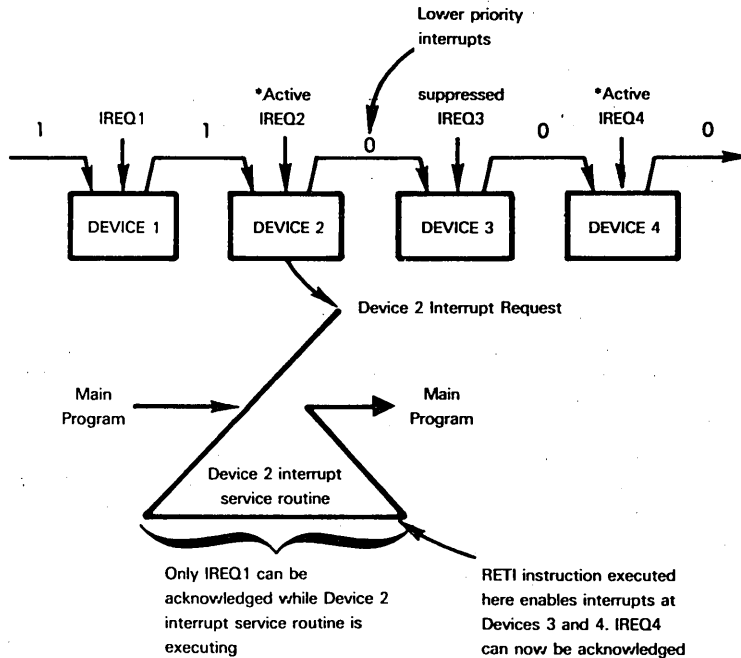 Lower priority
interrupts
*Active
suppressed
*Active
1
IREQ1
1
IREQ2
0
IREQ3
0
IREQ4
0
DEVICE 1
DEVICE 2
DEVICE 3
DEVICE 4
Device 2 Interrupt Request
Main
Program
Main
Program
Device 2 interrupt
service routine
Only IREQ1 can be
acknowledged while Device 2
interrupt service routine is
executing
RETI instruction executed
here enables interrupts at
Devices 3 and 4. IREQ4
can now be acknowledged